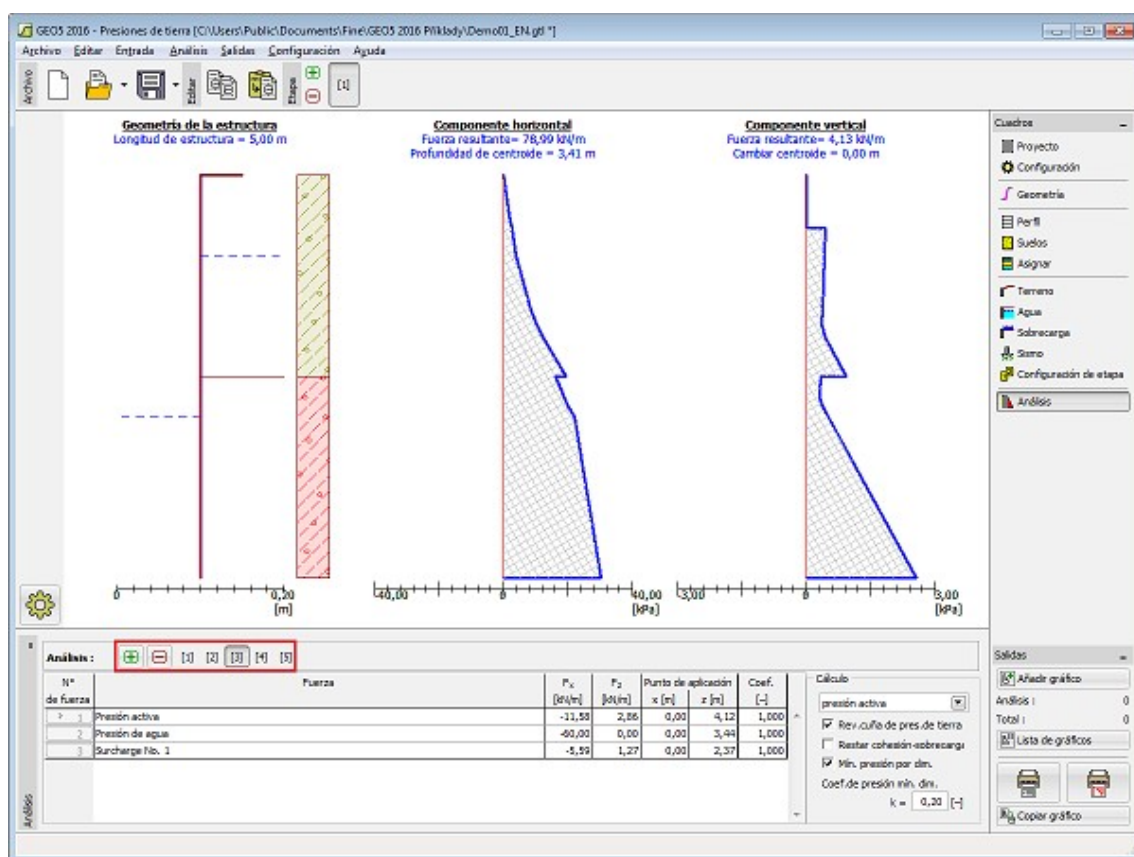 GEO5 2016 - Presiones de tierra [C:\Users\Public\Documents\Fine\GEO5 2016 Příklady\Demo01_EN.gtl *]
Archivo Editar Entrada Análisis Salidas Configuración Ayuda
Archivo
Editar
Etapa
[1]
Geometría de la estructura
Longitud de estructura = 5,00 m
Componente horizontal
Fuerza resultante= 78,99 kN/m
Profundidad de centroide = 3,41 m
Componente vertical
Fuerza resultante= 4,13 kN/m
Cambiar centroide = 0,00 m
0 0,20
[m]
-40,00 0 40,00
[kPa]
-3,00 0 3,00
[kPa]
Cuadros
Proyecto
Configuración
Geometría
Perfil
Suelos
Asignar
Terreno
Agua
Sobrecarga
Sismo
Configuración de etapa
Análisis
Análisis
Análisis : [1] [2] [3] [4] [5]
N° Fuerza Px Pz Punto de aplicación Coef.
de fuerza [kN/m] [kN/m] x [m] z [m] [-]
> 1 Presión activa -11,58 2,86 0,00 4,12 1,000
2 Presión de agua -60,00 0,00 0,00 3,44 1,000
3 Surcharge No. 1 -5,59 1,27 0,00 2,37 1,000
Cálculo
presión activa
Rev.cuña de pres.de tierra
Restar cohesión-sobrecarga
Mín. presión por dim.
Coef.de presión mín. dim.
k = 0,20 [-]
Salidas
Añadir gráfico
Análisis : 0
Total : 0
Lista de gráficos
Copiar gráfico